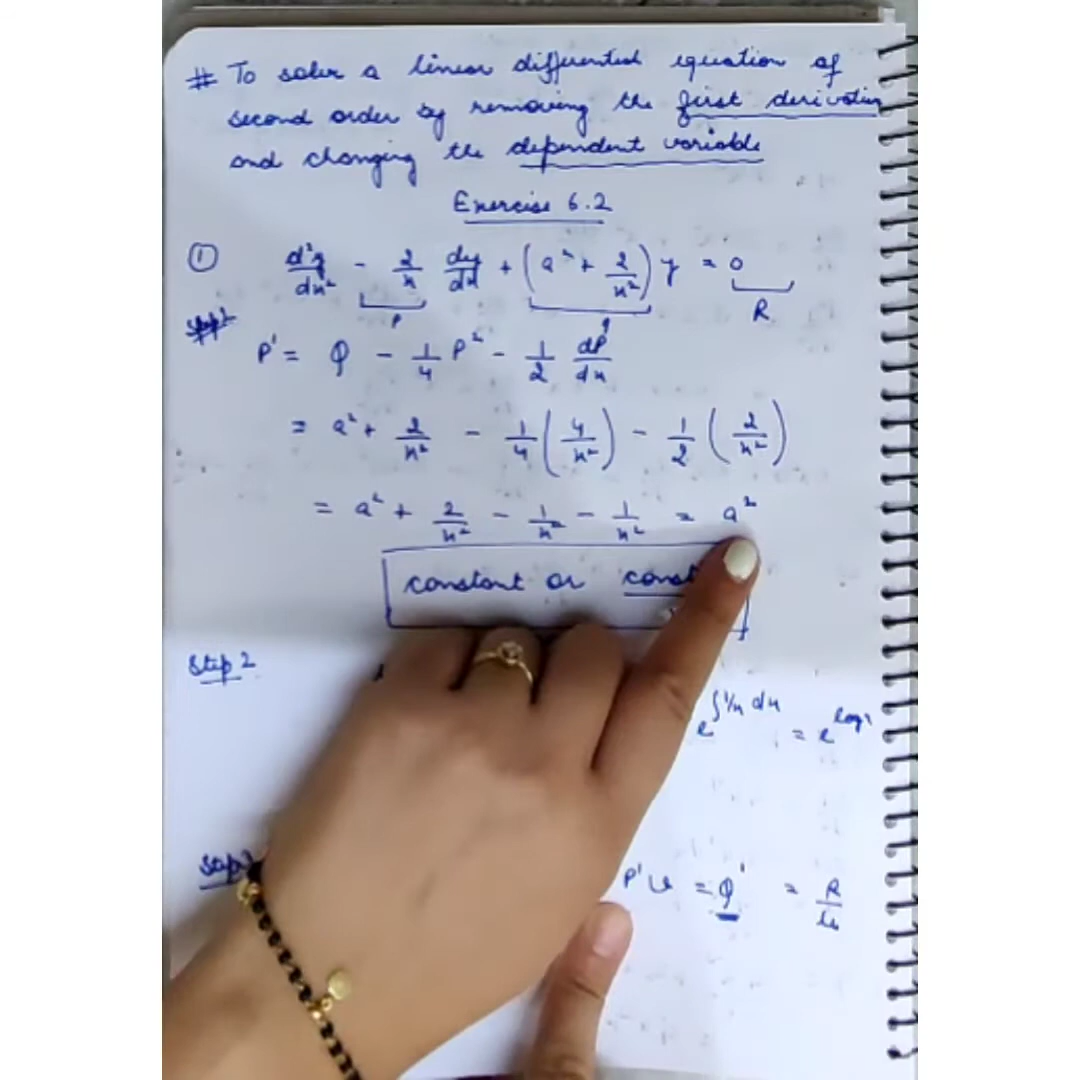 # To solve a linear differential equation of
second order by removing the first derivative
and changing the dependent variable
Exercise 6.2
① d²y/dx² - 2/x dy/dx + (a² + 2/x²) y = 0
P Q R
Step 1
P' = Q - 1/4 P² - 1/2 dP/dx
= a² + 2/x² - 1/4 (4/x²) - 1/2 (2/x²)
= a² + 2/x² - 1/x² - 1/x² = a²
constant or
Step 2
e^∫1/x dx = e^log
Step
P'v = Q' = R/u